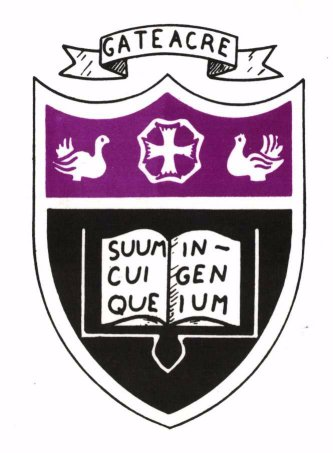 GATEACRE
SUUM
CUI
QUE
IN-
GEN
IUM